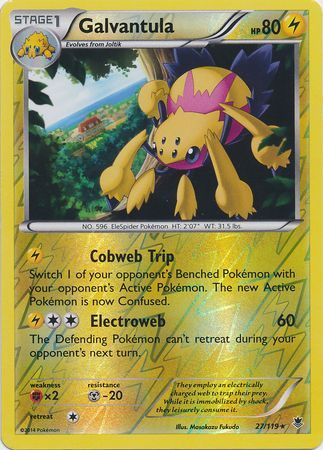 STAGE1
Galvantula
HP80
Evolves from Joltik
NO. 596 EleSpider Pokémon HT: 2'07" WT: 31.5 lbs.
Cobweb Trip
Switch 1 of your opponent's Benched Pokémon with
your opponent's Active Pokémon. The new Active
Pokémon is now Confused.
Electroweb 60
The Defending Pokémon can't retreat during your
opponent's next turn.
weakness
×2
resistance
-20
retreat
They employ an electrically
charged web to trap their prey.
While it is immobilized by shock,
they leisurely consume it.
©2014 Pokémon
Illus. Masakazu Fukuda
27/119★